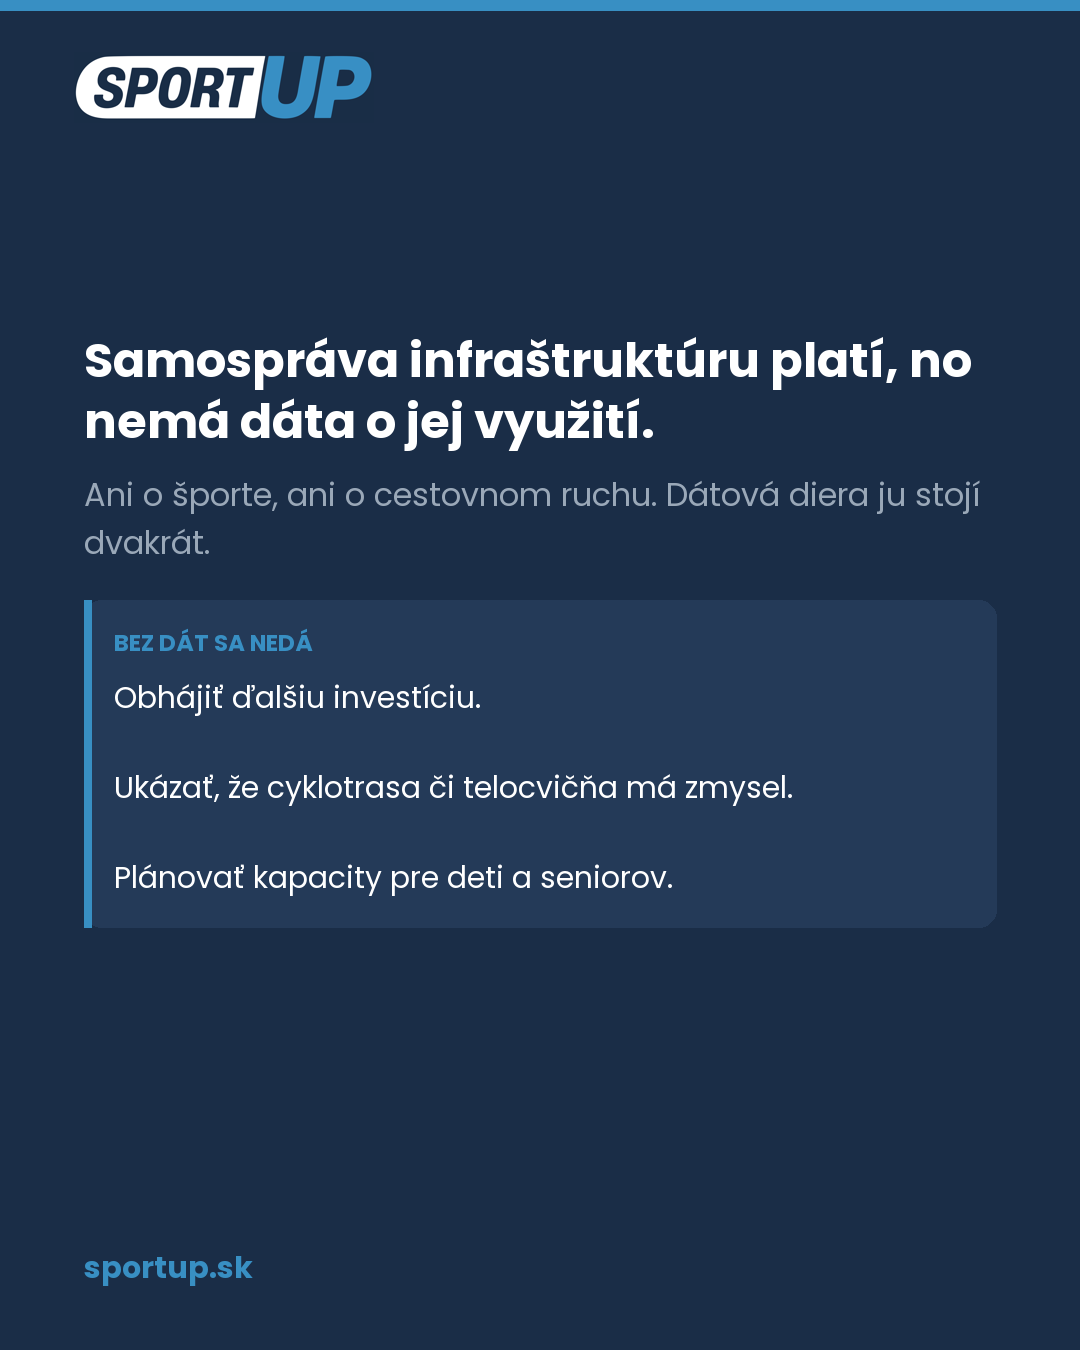 SPORTUP
Samospráva infraštruktúru platí, no
nemá dáta o jej využití.
Ani o športe, ani o cestovnom ruchu. Dátová diera ju stojí
dvakrát.
BEZ DÁT SA NEDÁ
Obhájiť ďalšiu investíciu.
Ukázať, že cyklotrasa či telocvičňa má zmysel.
Plánovať kapacity pre deti a seniorov.
sportup.sk